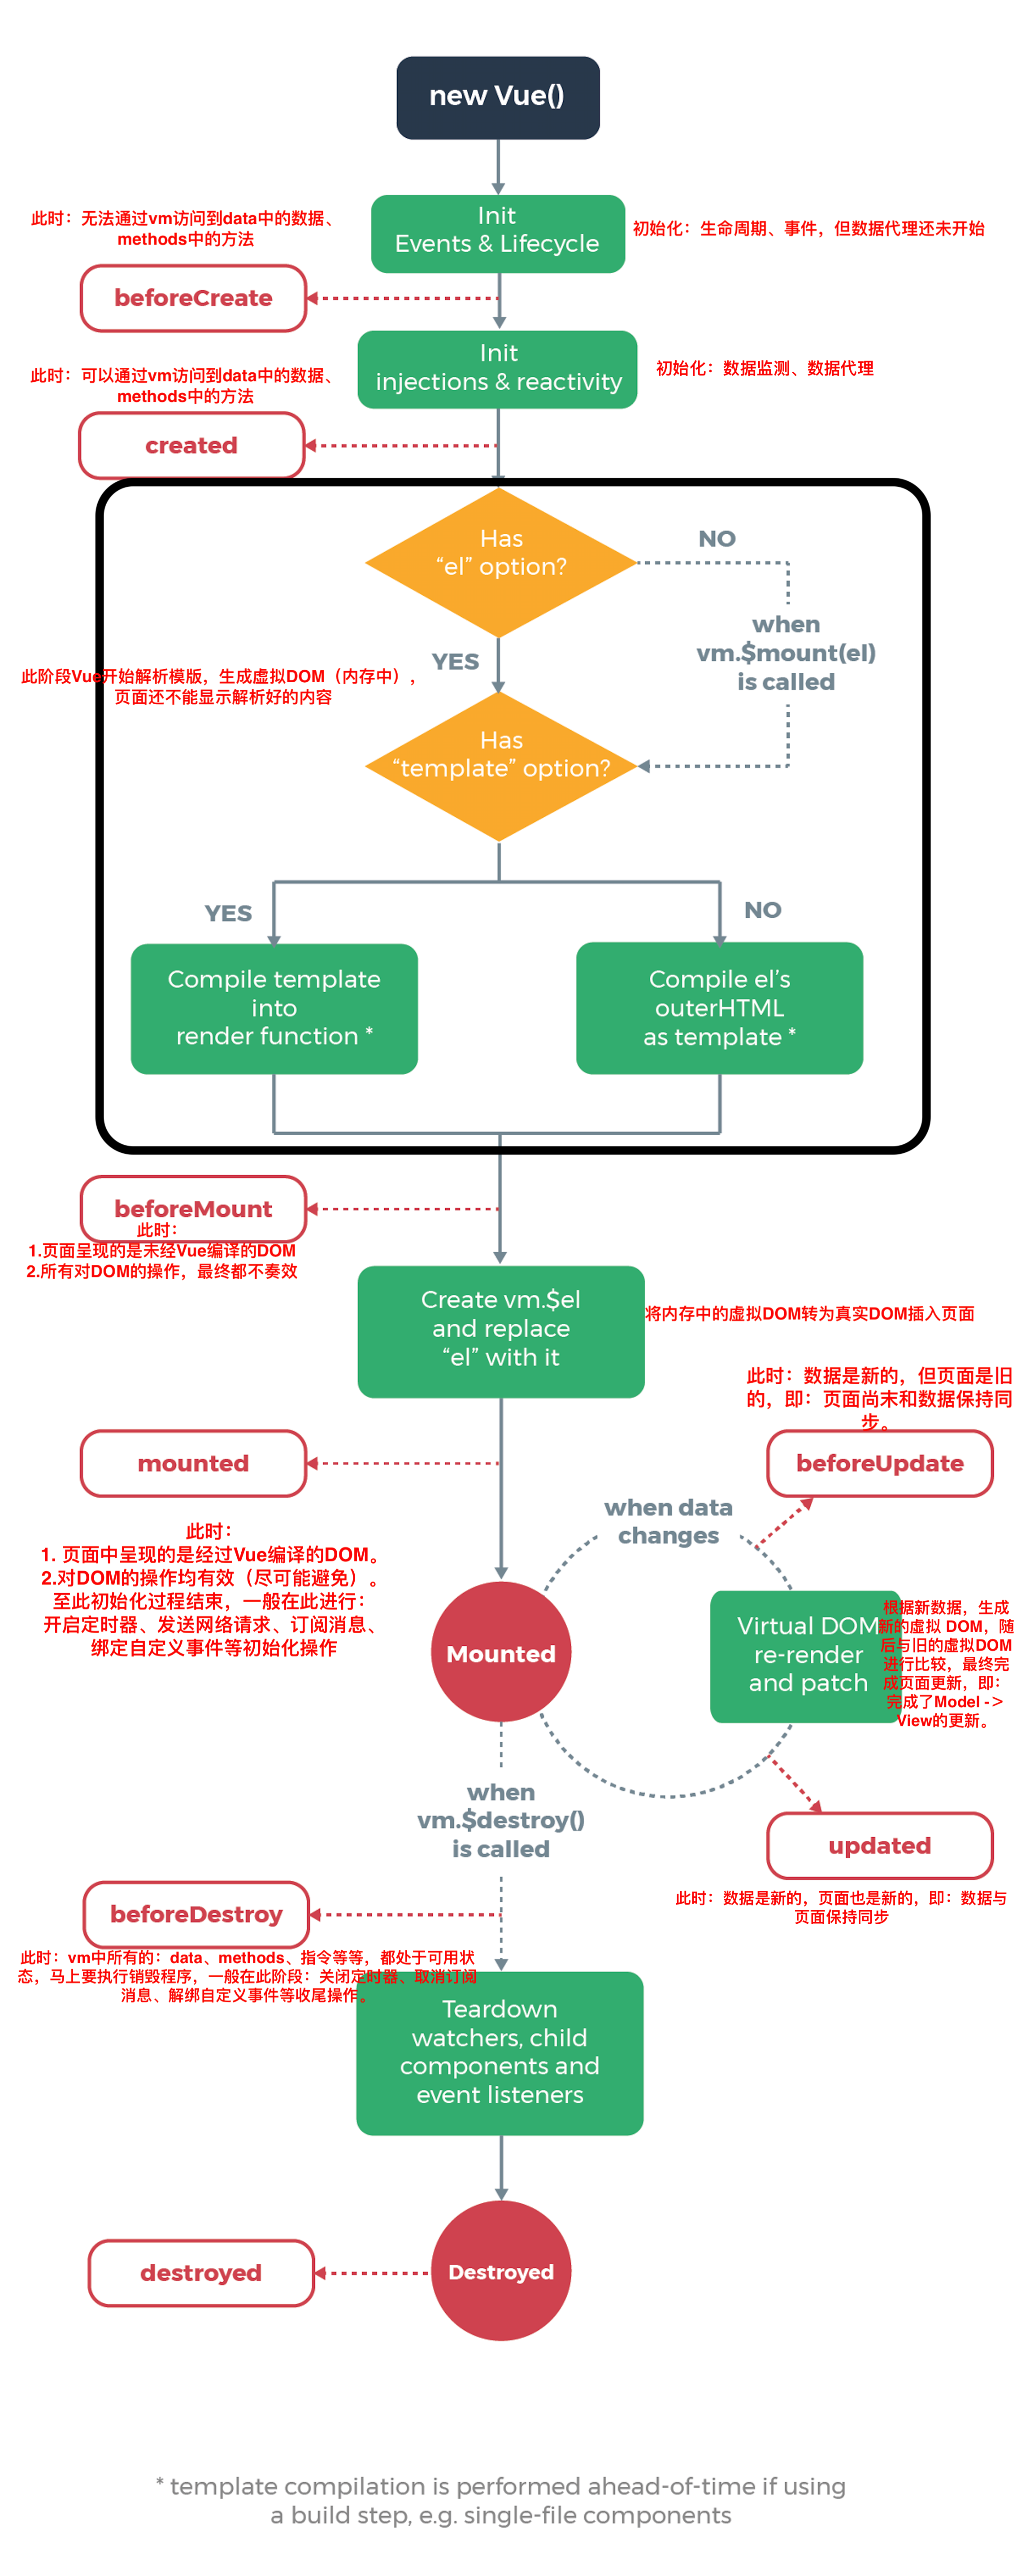 new Vue()
此时：无法通过vm访问到data中的数据、
methods中的方法
Init
Events & Lifecycle
初始化：生命周期、事件，但数据代理还未开始
beforeCreate
Init
injections & reactivity
初始化：数据监测、数据代理
此时：可以通过vm访问到data中的数据、
methods中的方法
created
Has
“el” option?
NO
when
vm.$mount(el)
is called
YES
此阶段Vue开始解析模版，生成虚拟DOM（内存中），
页面还不能显示解析好的内容
Has
“template” option?
YES
NO
Compile template
into
render function *
Compile el’s
outerHTML
as template *
beforeMount
此时：
1.页面呈现的是未经Vue编译的DOM
2.所有对DOM的操作，最终都不奏效
Create vm.$el
and replace
“el” with it
将内存中的虚拟DOM转为真实DOM插入页面
此时：数据是新的，但页面是旧
的，即：页面尚末和数据保持同
步。
mounted
beforeUpdate
when data
changes
此时：
1. 页面中呈现的是经过Vue编译的DOM。
2.对DOM的操作均有效（尽可能避免）。
至此初始化过程结束，一般在此进行：
开启定时器、发送网络请求、订阅消息、
绑定自定义事件等初始化操作
Mounted
Virtual DOM
re-render
and patch
根据新数据，生成
新的虚拟 DOM，随
后与旧的虚拟DOM
进行比较，最终完
成页面更新，即：
完成了Model ->
View的更新。
when
vm.$destroy()
is called
updated
此时：数据是新的，页面也是新的，即：数据与
页面保持同步
beforeDestroy
此时：vm中所有的：data、methods、指令等等，都处于可用状
态，马上要执行销毁程序，一般在此阶段：关闭定时器、取消订阅
消息、解绑自定义事件等收尾操作。
Teardown
watchers, child
components and
event listeners
destroyed
Destroyed
* template compilation is performed ahead-of-time if using
a build step, e.g. single-file components